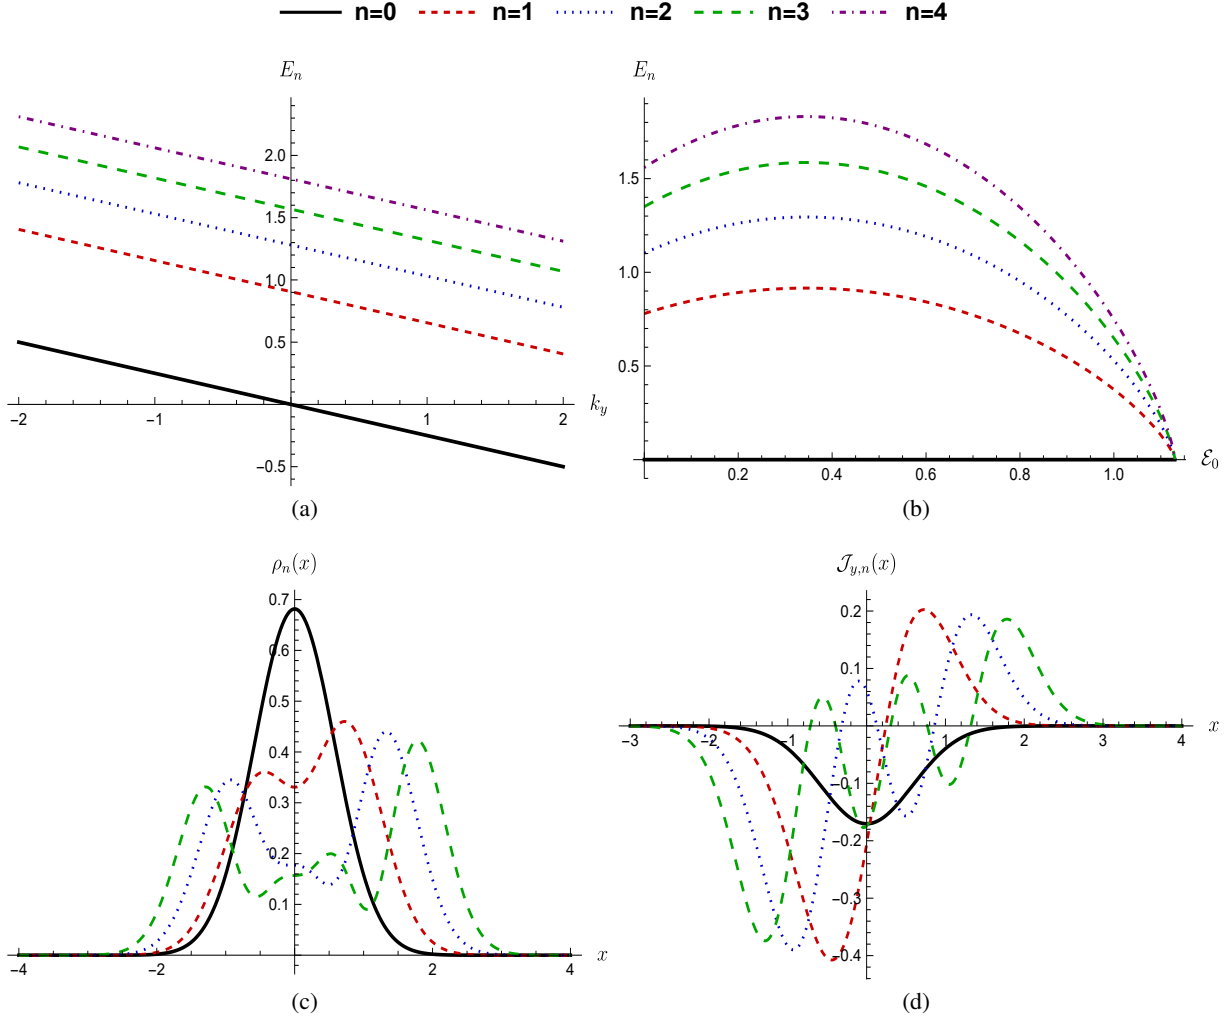 n=0 n=1 n=2 n=3 n=4
E_n
2.0
1.5
1.0
0.5
−0.5
−2 −1 1 2
k_y
(a)
E_n
1.5
1.0
0.5
0.2 0.4 0.6 0.8 1.0
ℰ_0
(b)
ρ_n(x)
0.7
0.6
0.5
0.4
0.3
0.2
0.1
−4 −2 0 2 4
x
(c)
𝒥_{y,n}(x)
0.2
0.1
−0.1
−0.2
−0.3
−0.4
−3 −2 −1 0 1 2 3 4
x
(d)